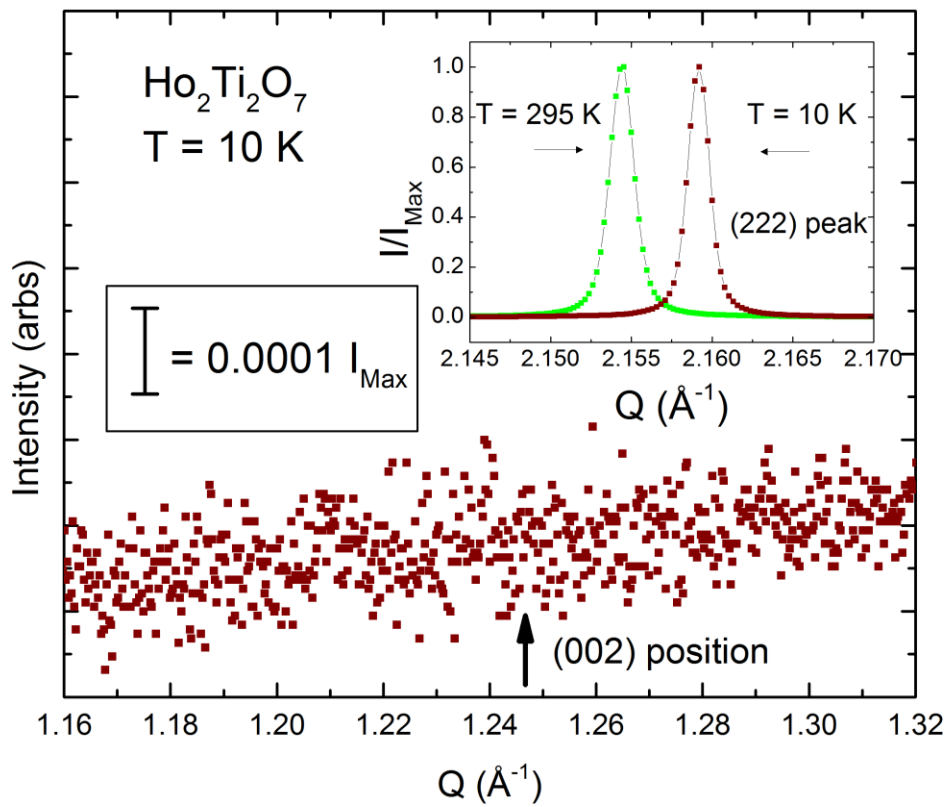 Ho₂Ti₂O₇
T = 10 K
= 0.0001 I_Max
Intensity (arbs)
(002) position
1.16 1.18 1.20 1.22 1.24 1.26 1.28 1.30 1.32
Q (Å⁻¹)
I/I_Max
1.0
0.8
0.6
0.4
0.2
0.0
T = 295 K
T = 10 K
(222) peak
2.145 2.150 2.155 2.160 2.165 2.170
Q (Å⁻¹)